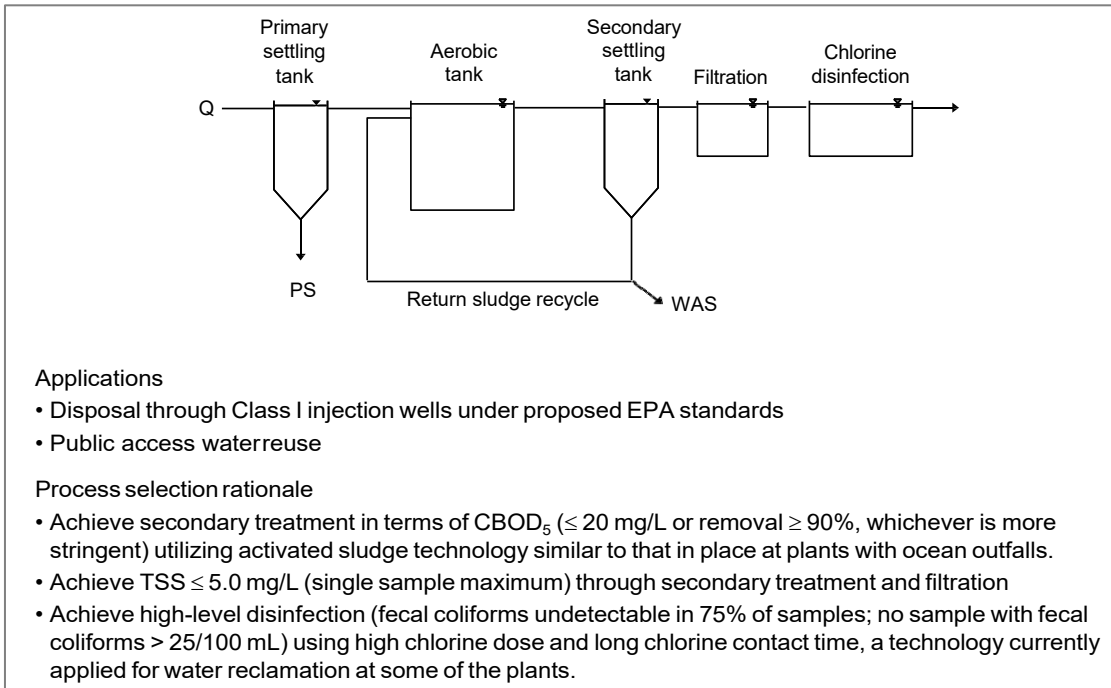 Primary
settling
tank
Aerobic
tank
Secondary
settling
tank
Filtration
Chlorine
disinfection
Q
PS
Return sludge recycle
WAS
Applications
• Disposal through Class I injection wells under proposed EPA standards
• Public access waterreuse
Process selection rationale
• Achieve secondary treatment in terms of CBOD₅ (≤ 20 mg/L or removal ≥ 90%, whichever is more
stringent) utilizing activated sludge technology similar to that in place at plants with ocean outfalls.
• Achieve TSS ≤ 5.0 mg/L (single sample maximum) through secondary treatment and filtration
• Achieve high-level disinfection (fecal coliforms undetectable in 75% of samples; no sample with fecal
coliforms > 25/100 mL) using high chlorine dose and long chlorine contact time, a technology currently
applied for water reclamation at some of the plants.